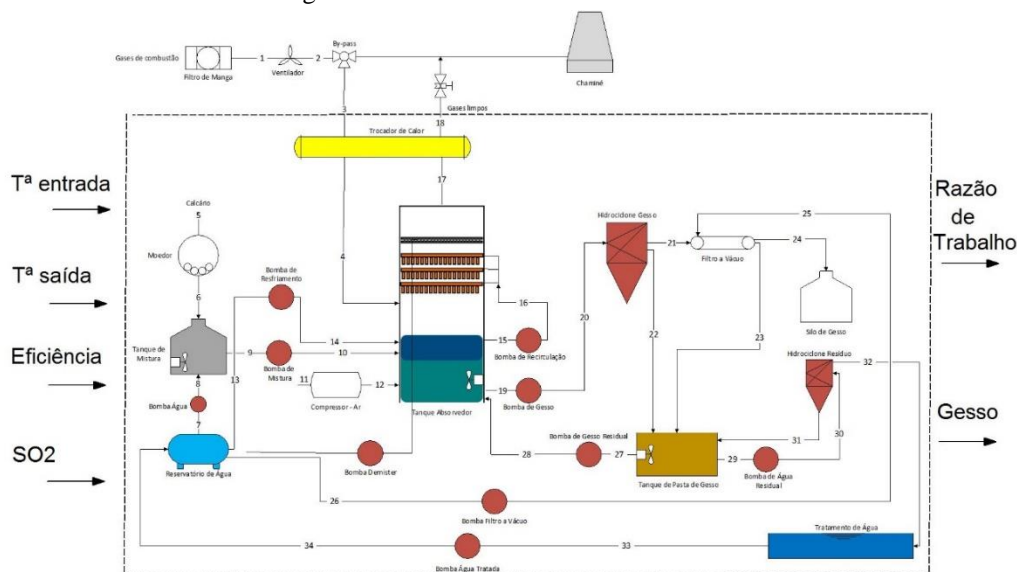 Gases de combustão
Filtro de Manga
1
Ventilador
2
By-pass
Chaminé
3
Gases limpos
18
Trocador de Calor
17
Tª entrada
Tª saída
Eficiência
SO2
Razão
de
Trabalho
Gesso
Calcário
5
Moedor
6
4
Bomba de
Resfriamento
Hidrociclone Gesso
21
Filtro a Vácuo
25
24
Silo de Gesso
20
22
23
16
15
Bomba de Recirculação
14
Tanque de
Mistura
9
Bomba de
Mistura
10
13
8
Bomba Água
7
Reservatório de Água
11
Compressor - Ar
12
Tanque Absorvedor
19
Bomba de Gesso
Hidrociclone Resíduo
32
30
31
Bomba Demister
28
Bomba de Gesso Residual
27
Tanque de Pasta de Gesso
29
Bomba de Água
Residual
26
Bomba Filtro a Vácuo
Tratamento de Água
34
Bomba Água Tratada
33